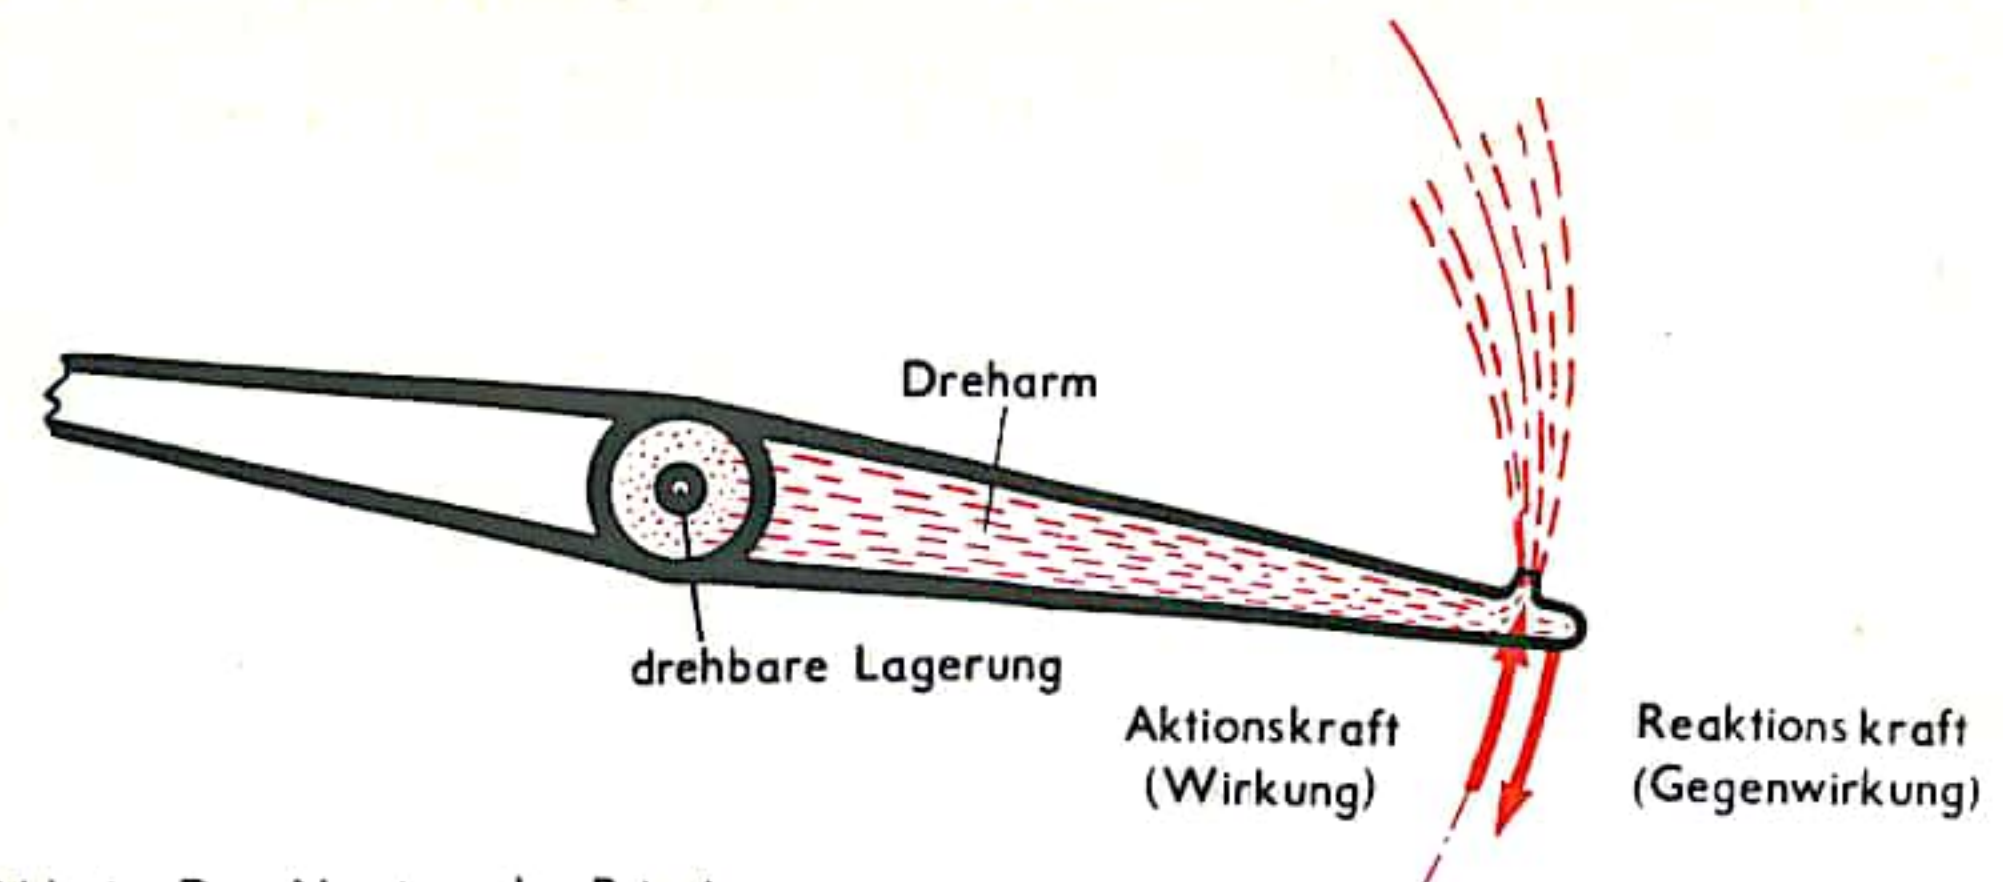 Dreharm
drehbare Lagerung
Aktionskraft
(Wirkung)
Reaktionskraft
(Gegenwirkung)